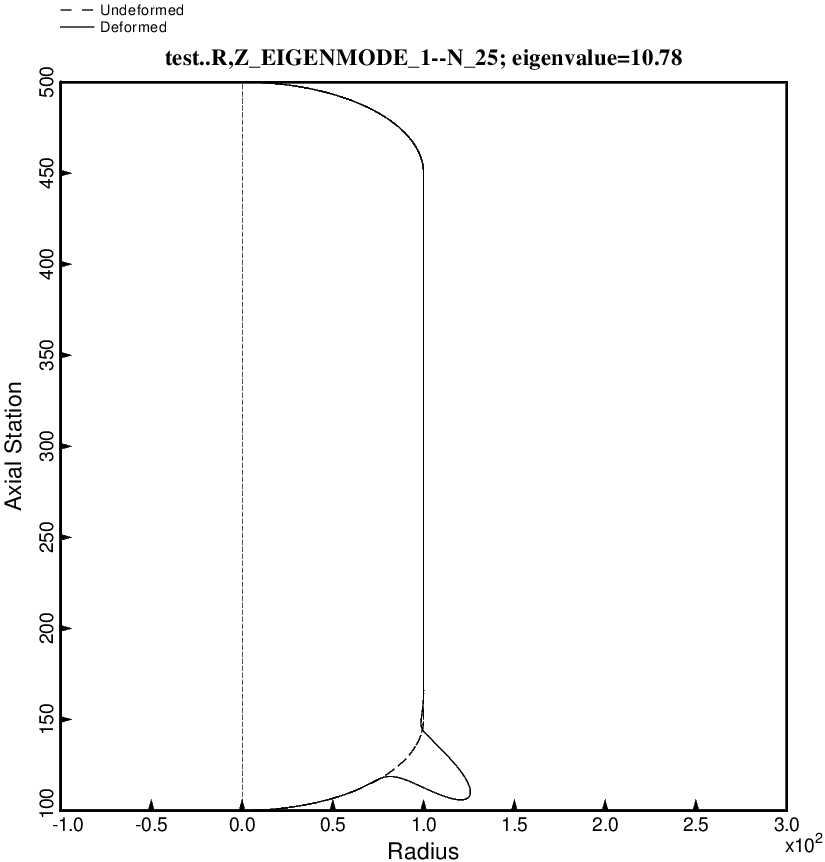 Undeformed
Deformed
test..R,Z_EIGENMODE_1--N_25; eigenvalue=10.78
500
450
400
350
300
250
200
150
100
Axial Station
-1.0 -0.5 0.0 0.5 1.0 1.5 2.0 2.5 3.0
x10²
Radius